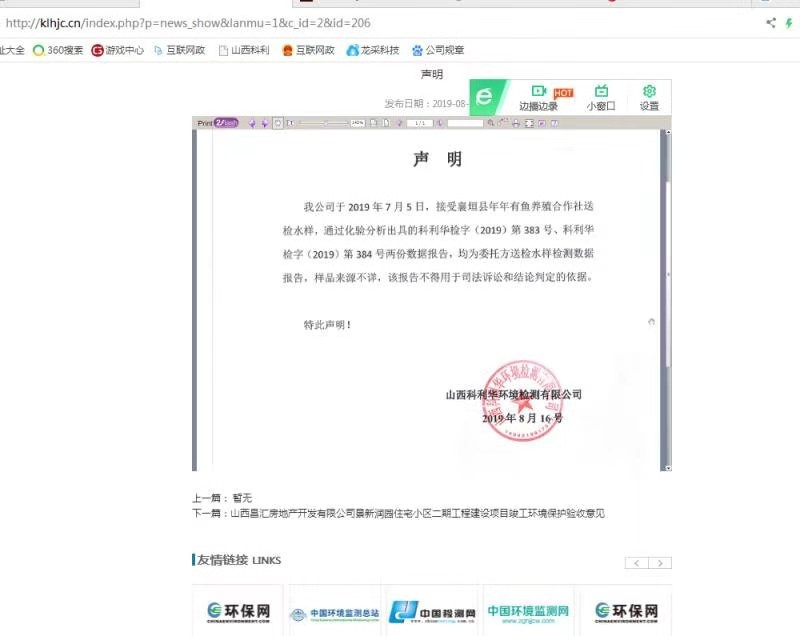 http://klhjc.cn/index.php?p=news_show&lanmu=1&c_id=2&id=206
址大全 360搜索 游戏中心 互联网政 山西科利 互联网政 龙采科技 公司规章
声明
发布日期：2019-08-
边播边录 HOT 小窗口 设置
Print2Flash
1 / 1
声 明
我公司于 2019 年 7 月 5 日，接受襄垣县年年有鱼养殖合作社送
检水样，通过化验分析出具的科利华检字（2019）第 383 号、科利华
检字（2019）第 384 号两份数据报告，均为委托方送检水样检测数据
报告，样品来源不详，该报告不得用于司法诉讼和结论判定的依据。
特此声明！
山西科利华环境检测有限公司
2019 年 8 月 16 号
上一篇： 暂无
下一篇：山西昌汇房地产开发有限公司景新润园住宅小区二期工程建设项目竣工环境保护验收意见
友情链接 LINKS
环保网 中国环境监测总站 中国检测网 中国环境监测网 环保网
CHINAENVIRONMENT.COM www.zghjjcw.com CHINAENVIRONMENT.COM